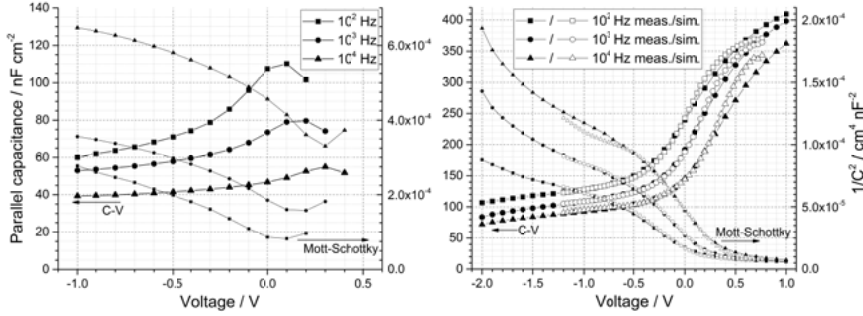 Parallel capacitance / nF cm⁻²
140
120
100
80
60
40
20
0
10² Hz
10³ Hz
10⁴ Hz
6.0x10⁻⁴
4.0x10⁻⁴
2.0x10⁻⁴
0.0
C-V
Mott-Schottky
-1.0 -0.5 0.0 0.5
Voltage / V
400
350
300
250
200
150
100
50
0
/ Hz meas./sim.
/ Hz meas./sim.
/ 10⁴ Hz meas./sim.
2.0x10⁻⁴
1.5x10⁻⁴
1.0x10⁻⁴
5.0x10⁻⁵
0.0
1/C² / cm⁴ nF⁻²
C-V
Mott-Schottky
-2.0 -1.5 -1.0 -0.5 0.0 0.5 1.0
Voltage / V